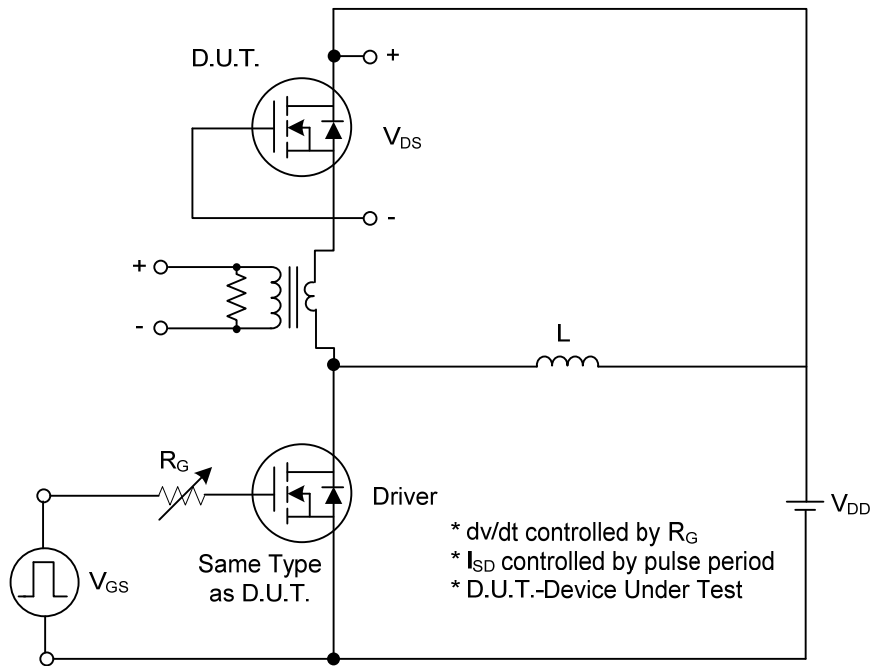 D.U.T.
+
VDS
-
+
-
L
RG
Driver
VDD
VGS
Same Type
as D.U.T.
* dv/dt controlled by RG
* ISD controlled by pulse period
* D.U.T.-Device Under Test